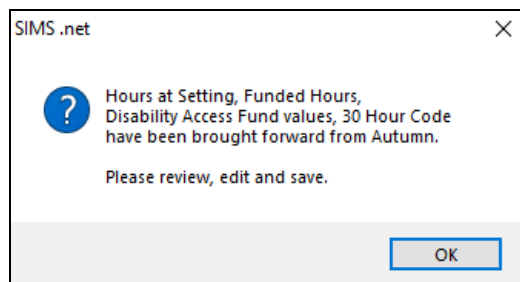 SIMS .net
?
Hours at Setting, Funded Hours,
Disability Access Fund values, 30 Hour Code
have been brought forward from Autumn.
Please review, edit and save.
OK